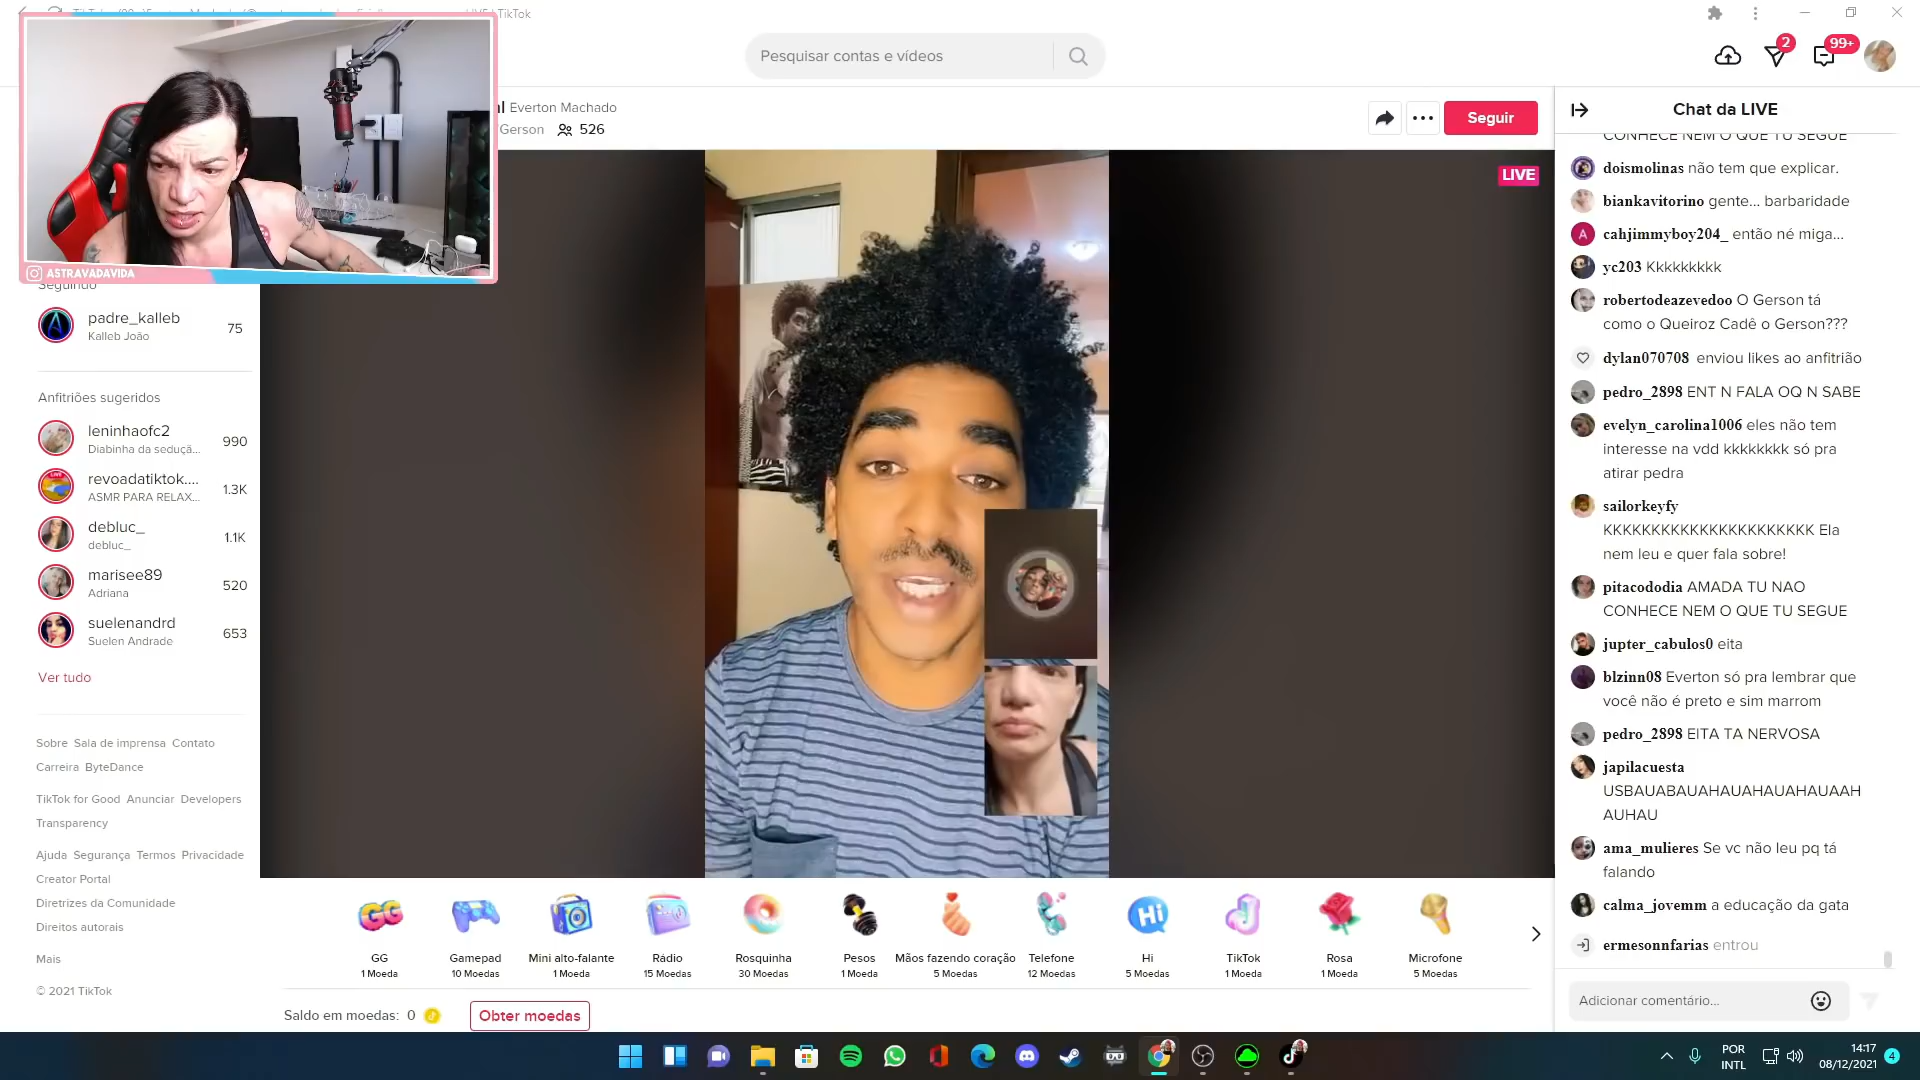 LIVE | TikTok
Pesquisar contas e vídeos
2
99+
ASTRAVADAVIDA
Everton Machado
Gerson 526
Seguir
LIVE
Seguindo
padre_kalleb
Kalleb João
75
Anfitriões sugeridos
leninhaofc2
Diabinha da seduçã...
990
revoadatiktok....
ASMR PARA RELAX...
1.3K
debluc_
debluc_
1.1K
marisee89
Adriana
520
suelenandrd
Suelen Andrade
653
Ver tudo
Sobre Sala de imprensa Contato
Carreira ByteDance
TikTok for Good Anunciar Developers
Transparency
Ajuda Segurança Termos Privacidade
Creator Portal
Diretrizes da Comunidade
Direitos autorais
Mais
© 2021 TikTok
GG
1 Moeda
Gamepad
10 Moedas
Mini alto-falante
1 Moeda
Rádio
15 Moedas
Rosquinha
30 Moedas
Pesos
1 Moeda
Mãos fazendo coração
5 Moedas
Telefone
12 Moedas
Hi
Hi
5 Moedas
TikTok
1 Moeda
Rosa
1 Moeda
Microfone
5 Moedas
Saldo em moedas: 0
Obter moedas
Chat da LIVE
CONHECE NEM O QUE TU SEGUE
doismolinas não tem que explicar.
biankavitorino gente... barbaridade
A
cahjimmyboy204_ então né miga...
yc203 Kkkkkkkkk
robertodeazevedoo O Gerson tá
como o Queiroz Cadê o Gerson???
dylan070708 enviou likes ao anfitrião
pedro_2898 ENT N FALA OQ N SABE
evelyn_carolina1006 eles não tem
interesse na vdd kkkkkkkk só pra
atirar pedra
sailorkeyfy
KKKKKKKKKKKKKKKKKKKKKK Ela
nem leu e quer fala sobre!
pitacododia AMADA TU NAO
CONHECE NEM O QUE TU SEGUE
jupter_cabulos0 eita
blzinn08 Everton só pra lembrar que
você não é preto e sim marrom
pedro_2898 EITA TA NERVOSA
japilacuesta
USBAUABAUAHAUAHAUAHAUAAH
AUHAU
ama_mulieres Se vc não leu pq tá
falando
calma_jovemm a educação da gata
ermesonnfarias entrou
Adicionar comentário...
POR
INTL
14:17
08/12/2021
4